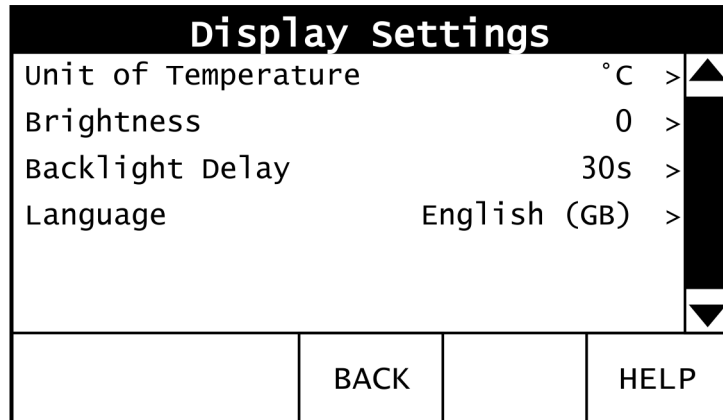 Display Settings
Unit of Temperature °C >
Brightness 0 >
Backlight Delay 30s >
Language English (GB) >
BACK HELP